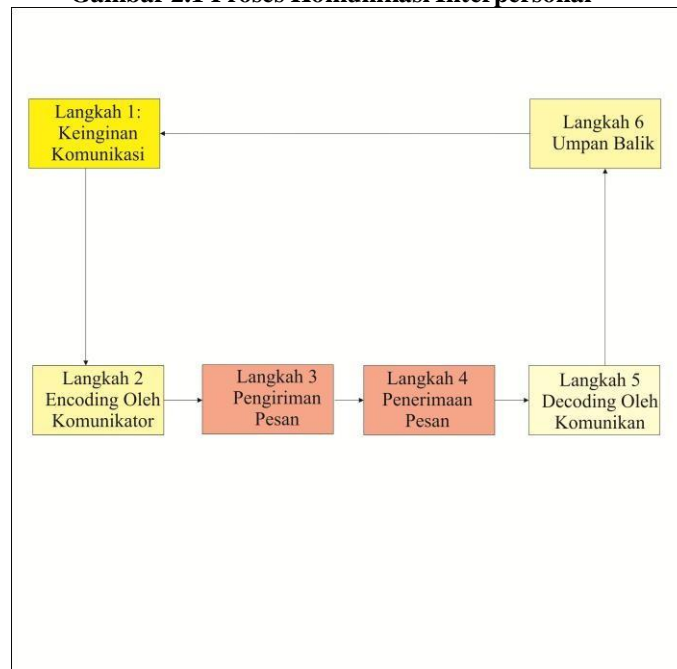 Gambar 2.1 Proses Komunikasi Interpersonal
Langkah 1:
Keinginan
Komunikasi
Langkah 6
Umpan Balik
Langkah 2
Encoding Oleh
Komunikator
Langkah 3
Pengiriman
Pesan
Langkah 4
Penerimaan
Pesan
Langkah 5
Decoding Oleh
Komunikan